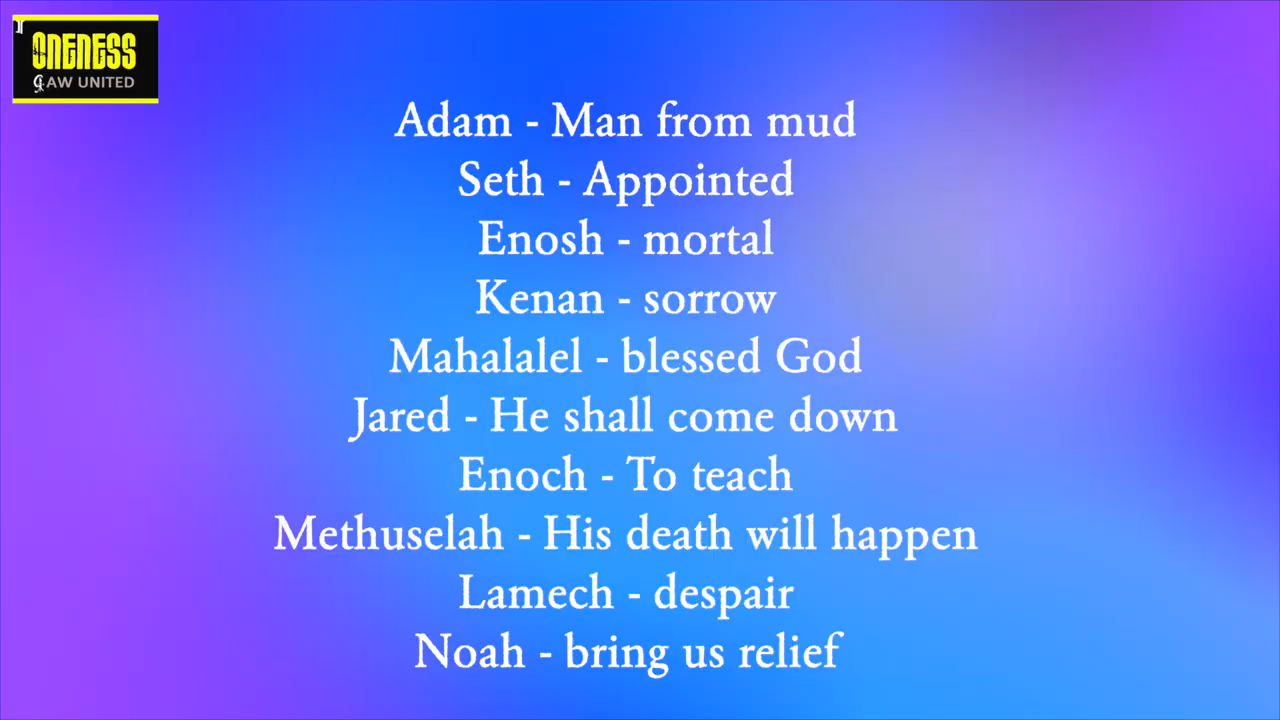 ONENESS
GAW UNITED
Adam - Man from mud
Seth - Appointed
Enosh - mortal
Kenan - sorrow
Mahalalel - blessed God
Jared - He shall come down
Enoch - To teach
Methuselah - His death will happen
Lamech - despair
Noah - bring us relief